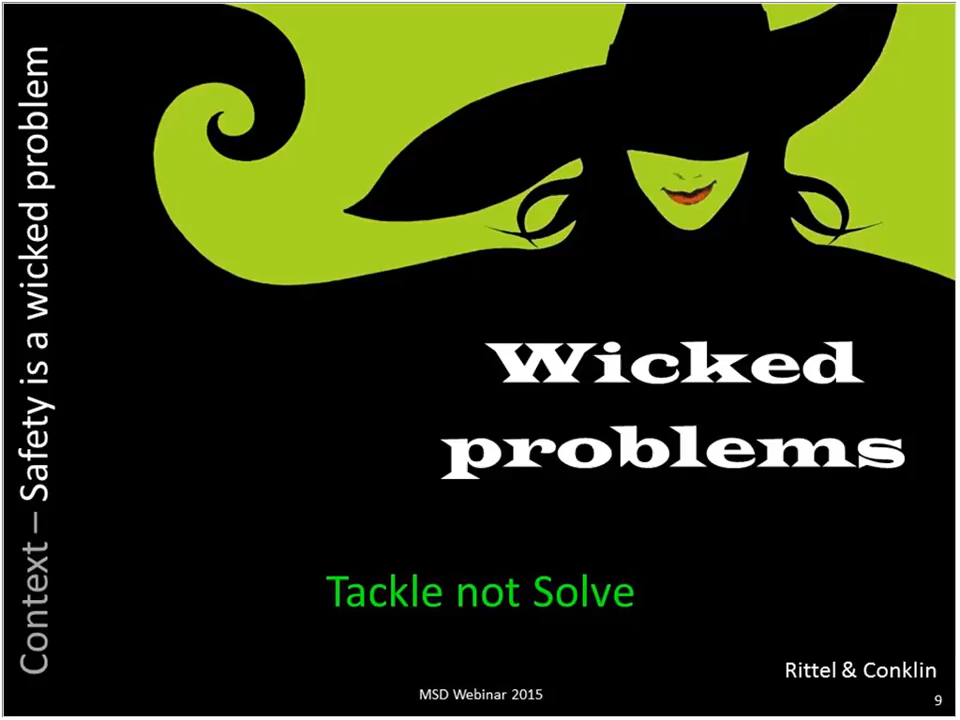 Context – Safety is a wicked problem
Wicked
problems
Tackle not Solve
Rittel & Conklin
MSD Webinar 2015
9